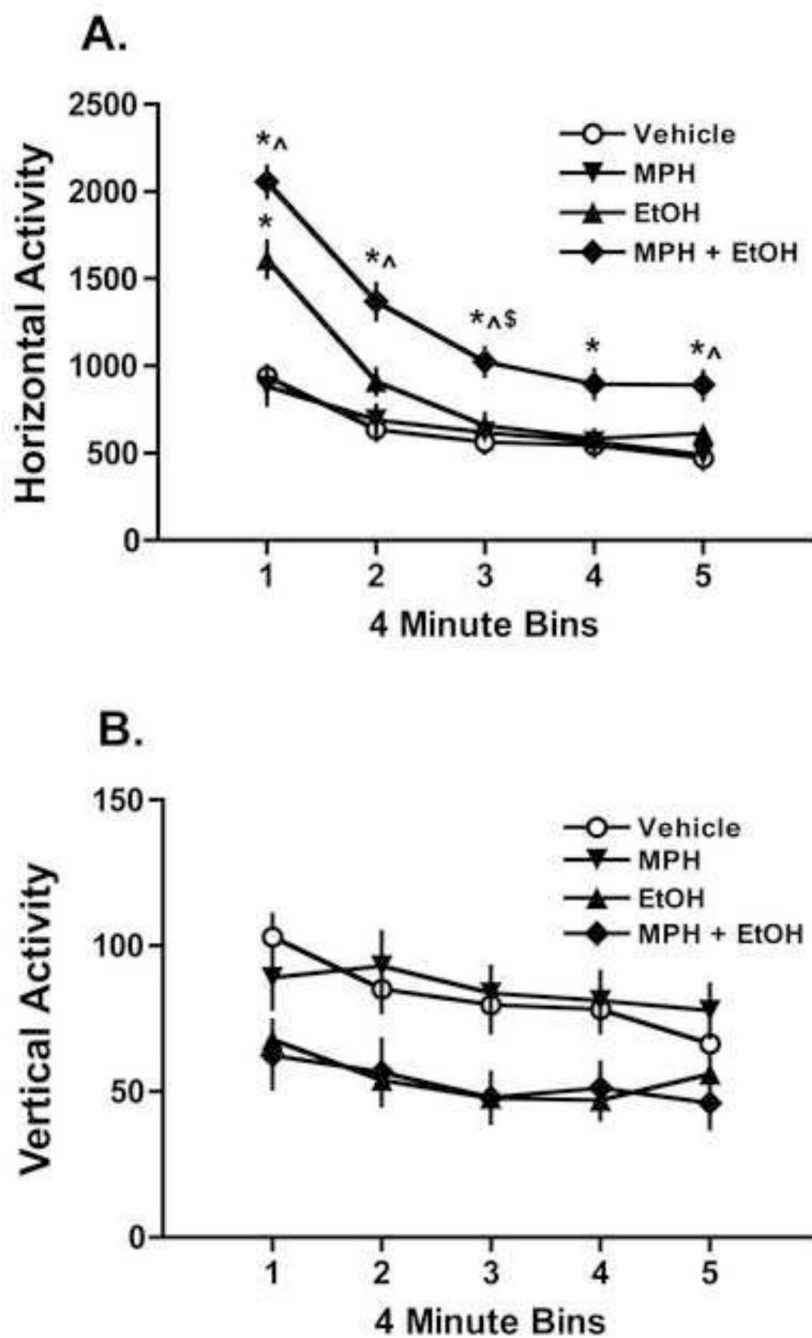 A.
Horizontal Activity
2500
2000
1500
1000
500
0
*^
*
*^
*^$
*
*^
Vehicle
MPH
EtOH
MPH + EtOH
1 2 3 4 5
4 Minute Bins
B.
Vertical Activity
150
100
50
0
Vehicle
MPH
EtOH
MPH + EtOH
1 2 3 4 5
4 Minute Bins